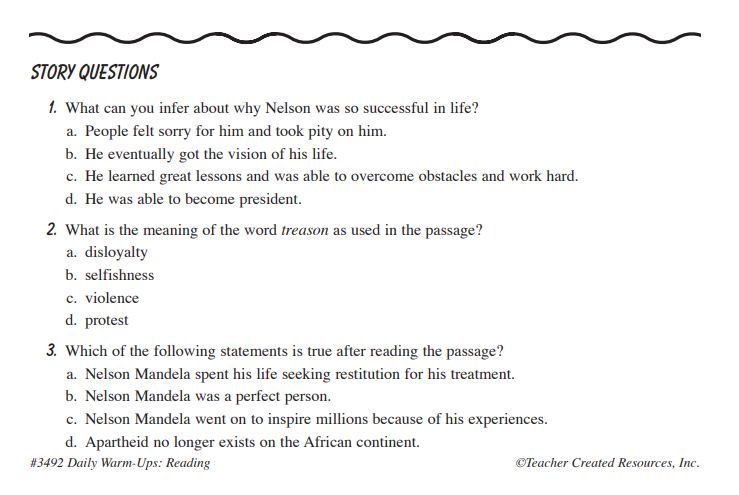 STORY QUESTIONS
1. What can you infer about why Nelson was so successful in life?
a. People felt sorry for him and took pity on him.
b. He eventually got the vision of his life.
c. He learned great lessons and was able to overcome obstacles and work hard.
d. He was able to become president.
2. What is the meaning of the word treason as used in the passage?
a. disloyalty
b. selfishness
c. violence
d. protest
3. Which of the following statements is true after reading the passage?
a. Nelson Mandela spent his life seeking restitution for his treatment.
b. Nelson Mandela was a perfect person.
c. Nelson Mandela went on to inspire millions because of his experiences.
d. Apartheid no longer exists on the African continent.
#3492 Daily Warm-Ups: Reading ©Teacher Created Resources, Inc.